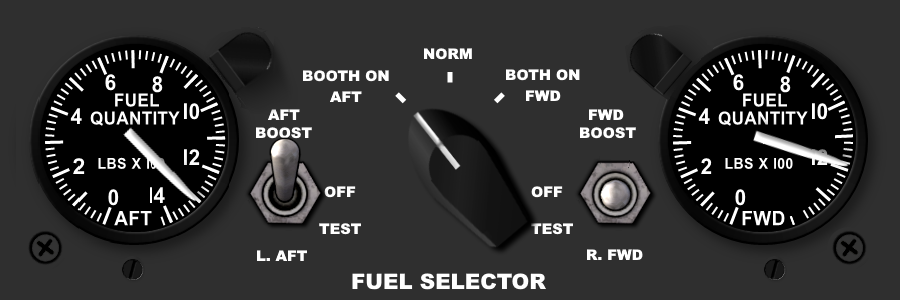 NORM
BOTH ON
AFT
BOTH ON
FWD
6
8
4
10
2
12
0
14
FUEL
QUANTITY
LBS X 100
AFT
AFT
BOOST
OFF
TEST
L. AFT
FWD
BOOST
OFF
TEST
R. FWD
6
8
4
10
2
12
0
FUEL
QUANTITY
LBS X 100
FWD
FUEL SELECTOR